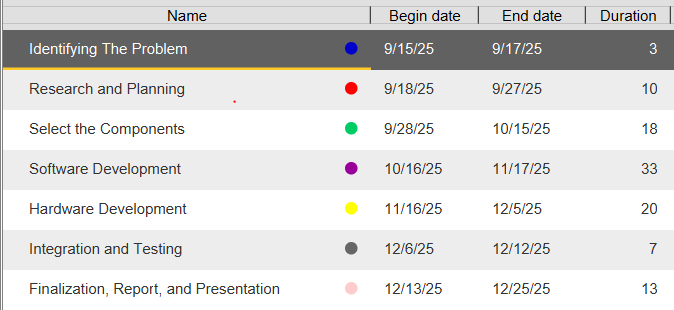 Name Begin date End date Duration
Identifying The Problem 9/15/25 9/17/25 3
Research and Planning 9/18/25 9/27/25 10
Select the Components 9/28/25 10/15/25 18
Software Development 10/16/25 11/17/25 33
Hardware Development 11/16/25 12/5/25 20
Integration and Testing 12/6/25 12/12/25 7
Finalization, Report, and Presentation 12/13/25 12/25/25 13